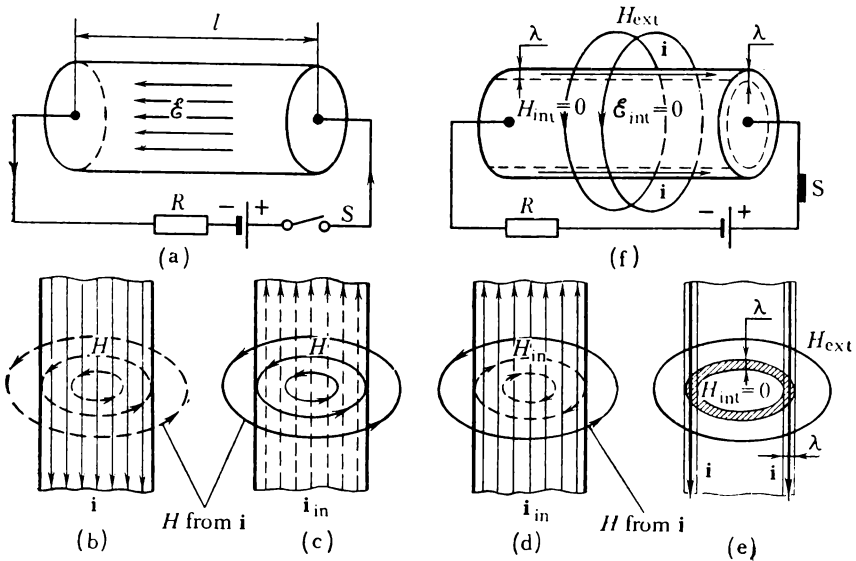 l
ℰ
R
− +
S
(a)
H_ext
λ
i
λ
H_int = 0
ℰ_int = 0
i
R
− +
S
(f)
H
i
(b)
H
i_in
(c)
H from i
H_in
i_in
(d)
H from i
λ
H_ext
H_int = 0
i
i
λ
(e)